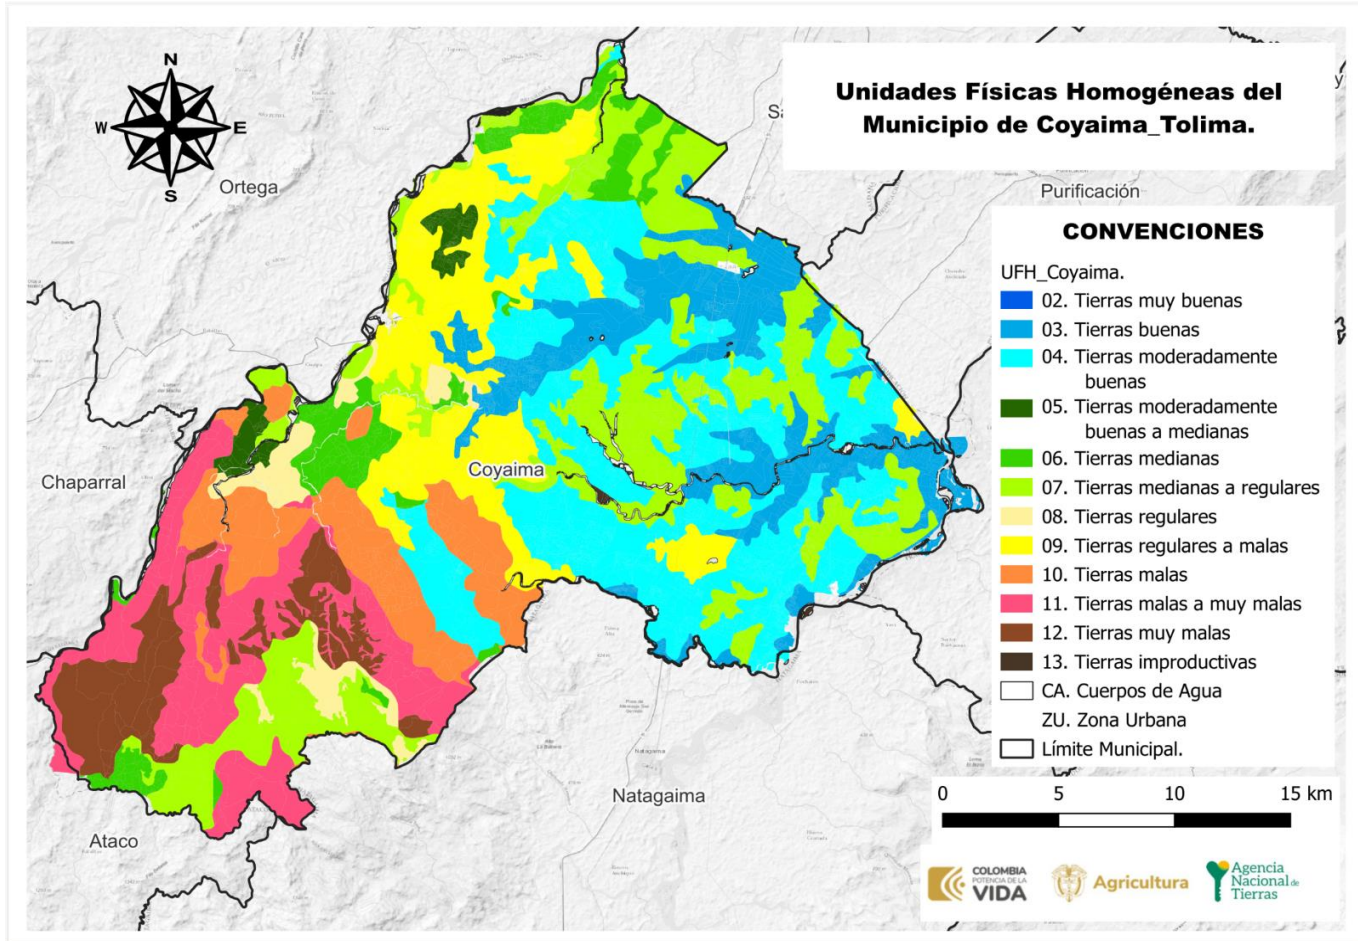 Unidades Físicas Homogéneas del
Municipio de Coyaima_Tolima.
N
W
E
S
Ortega
Purificación
Chaparral
Coyaima
Natagaima
Ataco
CONVENCIONES
UFH_Coyaima.
02. Tierras muy buenas
03. Tierras buenas
04. Tierras moderadamente
buenas
05. Tierras moderadamente
buenas a medianas
06. Tierras medianas
07. Tierras medianas a regulares
08. Tierras regulares
09. Tierras regulares a malas
10. Tierras malas
11. Tierras malas a muy malas
12. Tierras muy malas
13. Tierras improductivas
CA. Cuerpos de Agua
ZU. Zona Urbana
Límite Municipal.
0 5 10 15 km
COLOMBIA
POTENCIA DE LA
VIDA
Agricultura
Agencia
Nacional de
Tierras